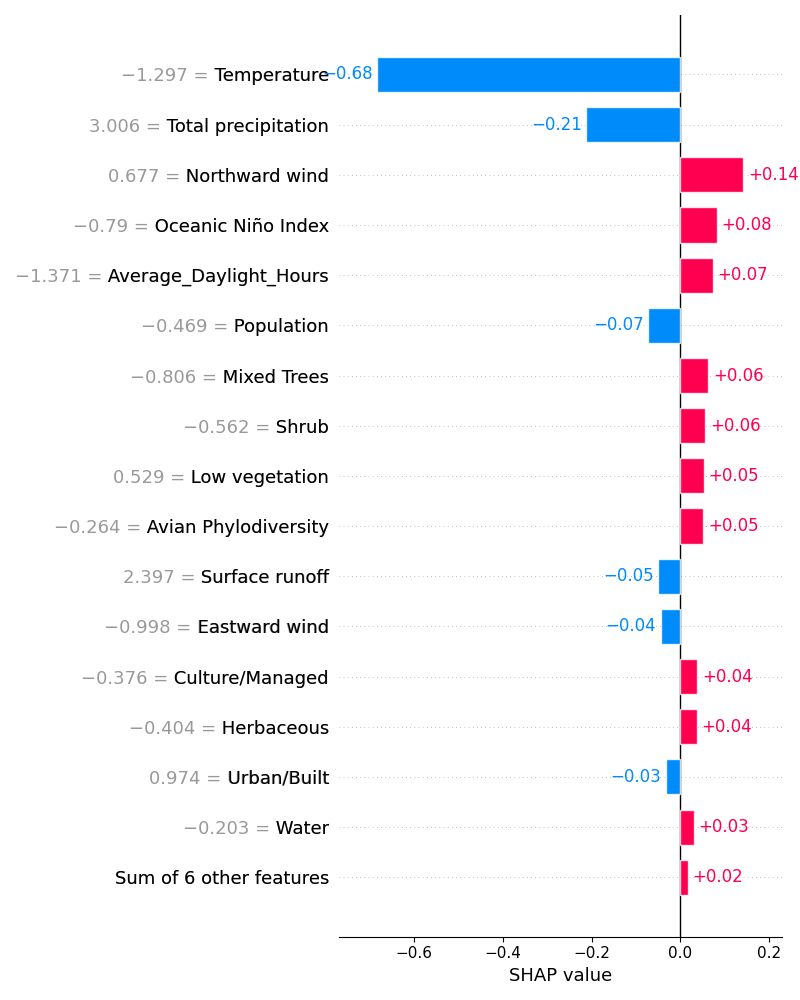 −1.297 = Temperature −0.68
3.006 = Total precipitation −0.21
0.677 = Northward wind +0.14
−0.79 = Oceanic Niño Index +0.08
−1.371 = Average_Daylight_Hours +0.07
−0.469 = Population −0.07
−0.806 = Mixed Trees +0.06
−0.562 = Shrub +0.06
0.529 = Low vegetation +0.05
−0.264 = Avian Phylodiversity +0.05
2.397 = Surface runoff −0.05
−0.998 = Eastward wind −0.04
−0.376 = Culture/Managed +0.04
−0.404 = Herbaceous +0.04
0.974 = Urban/Built −0.03
−0.203 = Water +0.03
Sum of 6 other features +0.02
−0.6 −0.4 −0.2 0.0 0.2
SHAP value